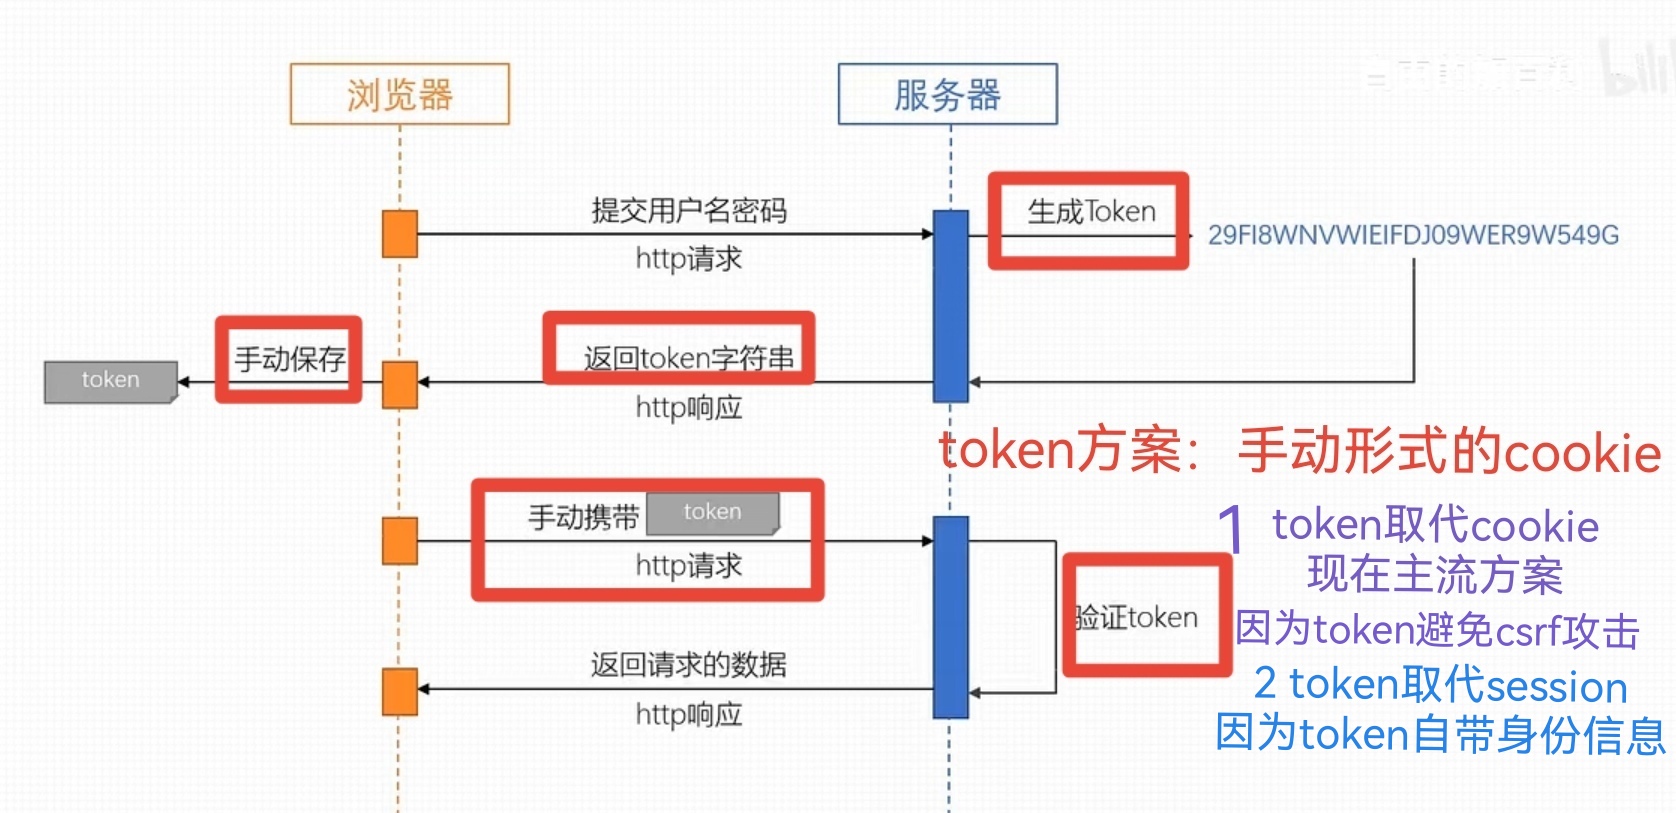 浏览器
服务器
提交用户名密码
http请求
生成Token
29FI8WNVWIEIFDJ09WER9W549G
手动保存
token
返回token字符串
http响应
token方案：手动形式的cookie
手动携带 token
http请求
1 token取代cookie
现在主流方案
验证token
因为token避免csrf攻击
返回请求的数据
http响应
2 token取代session
因为token自带身份信息